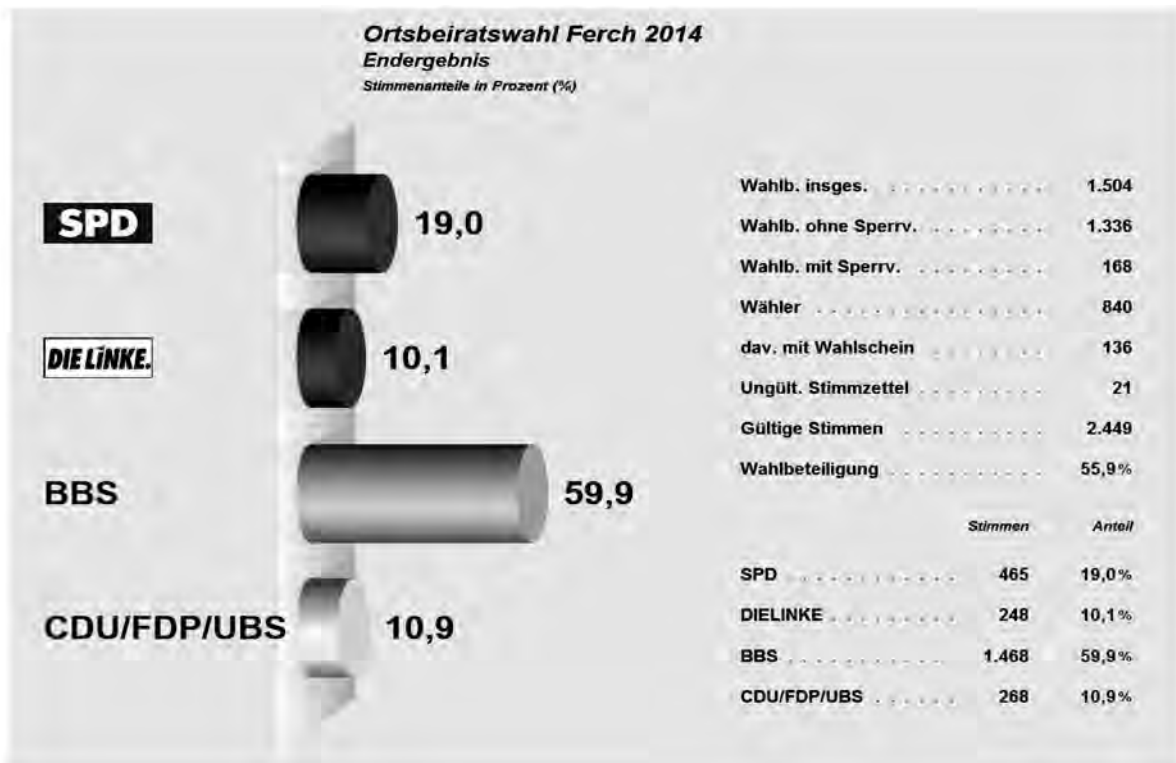 Ortsbeiratswahl Ferch 2014
Endergebnis
Stimmenanteile in Prozent (%)
SPD 19,0
DIE LINKE. 10,1
BBS 59,9
CDU/FDP/UBS 10,9
Wahlb. insges. . . . . . . . . . . . 1.504
Wahlb. ohne Sperrv. . . . . . . . . 1.336
Wahlb. mit Sperrv. . . . . . . . . . 168
Wähler . . . . . . . . . . . . . . 840
dav. mit Wahlschein . . . . . . . . 136
Ungült. Stimmzettel . . . . . . . . . 21
Gültige Stimmen . . . . . . . . . . 2.449
Wahlbeteiligung . . . . . . . . . . . 55,9%
Stimmen Anteil
SPD . . . . . . . . . . . . 465 19,0%
DIELINKE . . . . . . . . . 248 10,1%
BBS . . . . . . . . . . . 1.468 59,9%
CDU/FDP/UBS . . . . . . 268 10,9%